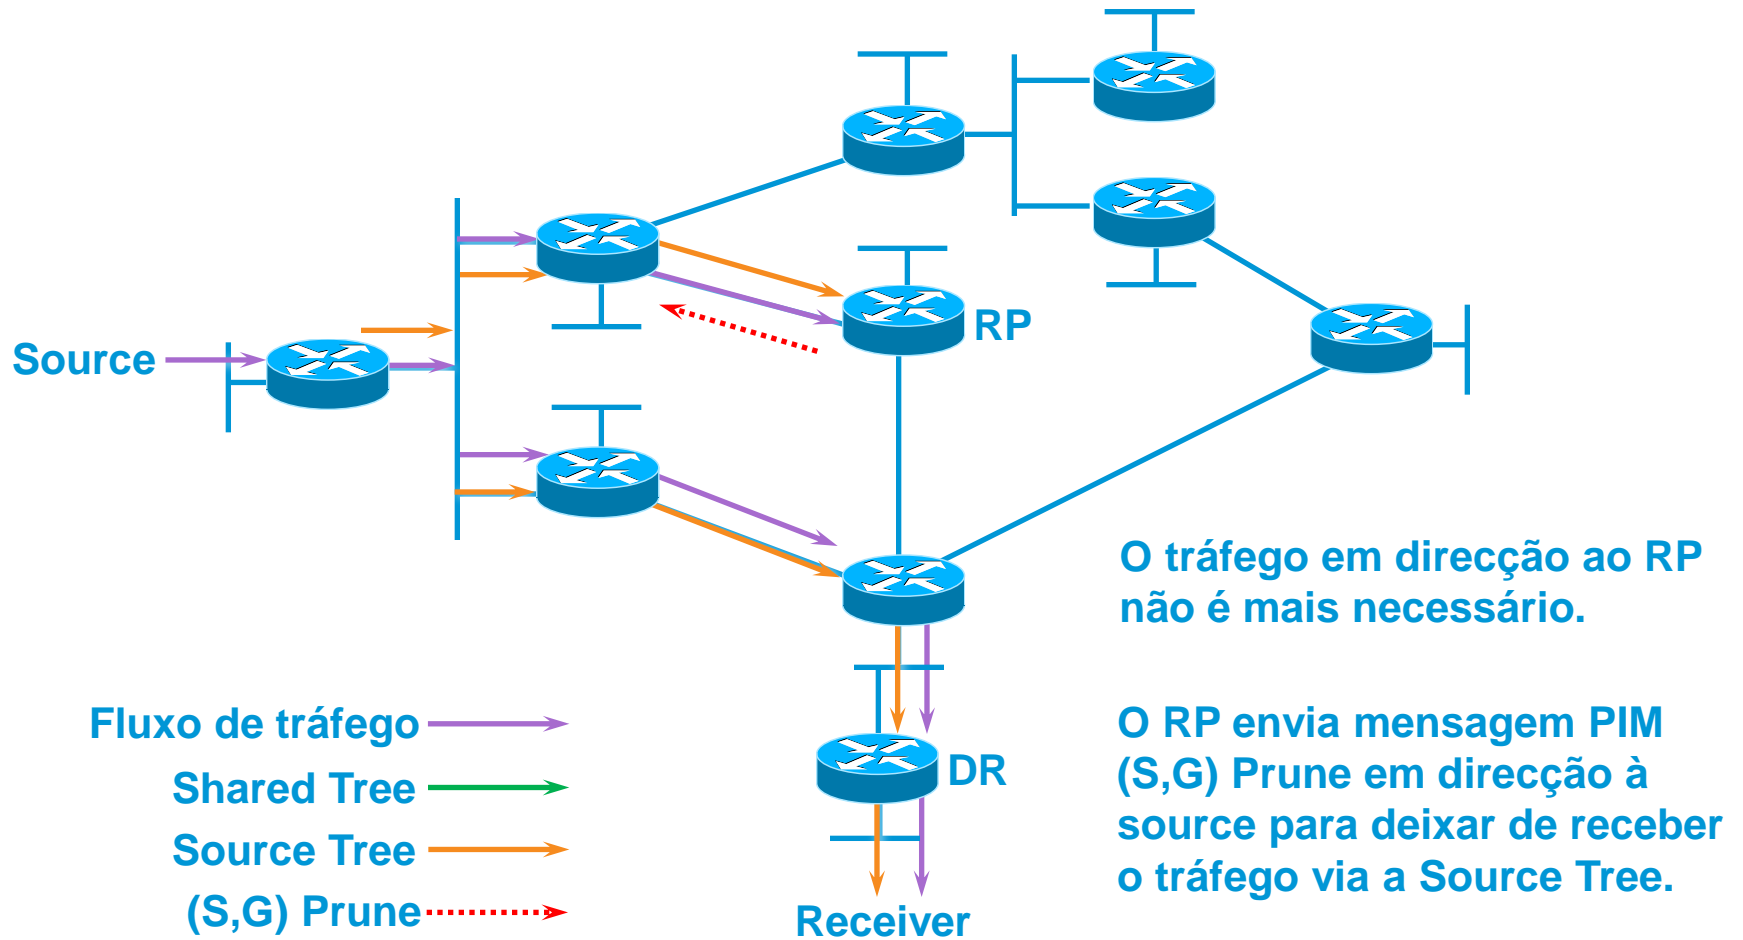 RP
Source
O tráfego em direcção ao RP
não é mais necessário.
Fluxo de tráfego
Shared Tree
Source Tree
(S,G) Prune
DR
Receiver
O RP envia mensagem PIM
(S,G) Prune em direcção à
source para deixar de receber
o tráfego via a Source Tree.